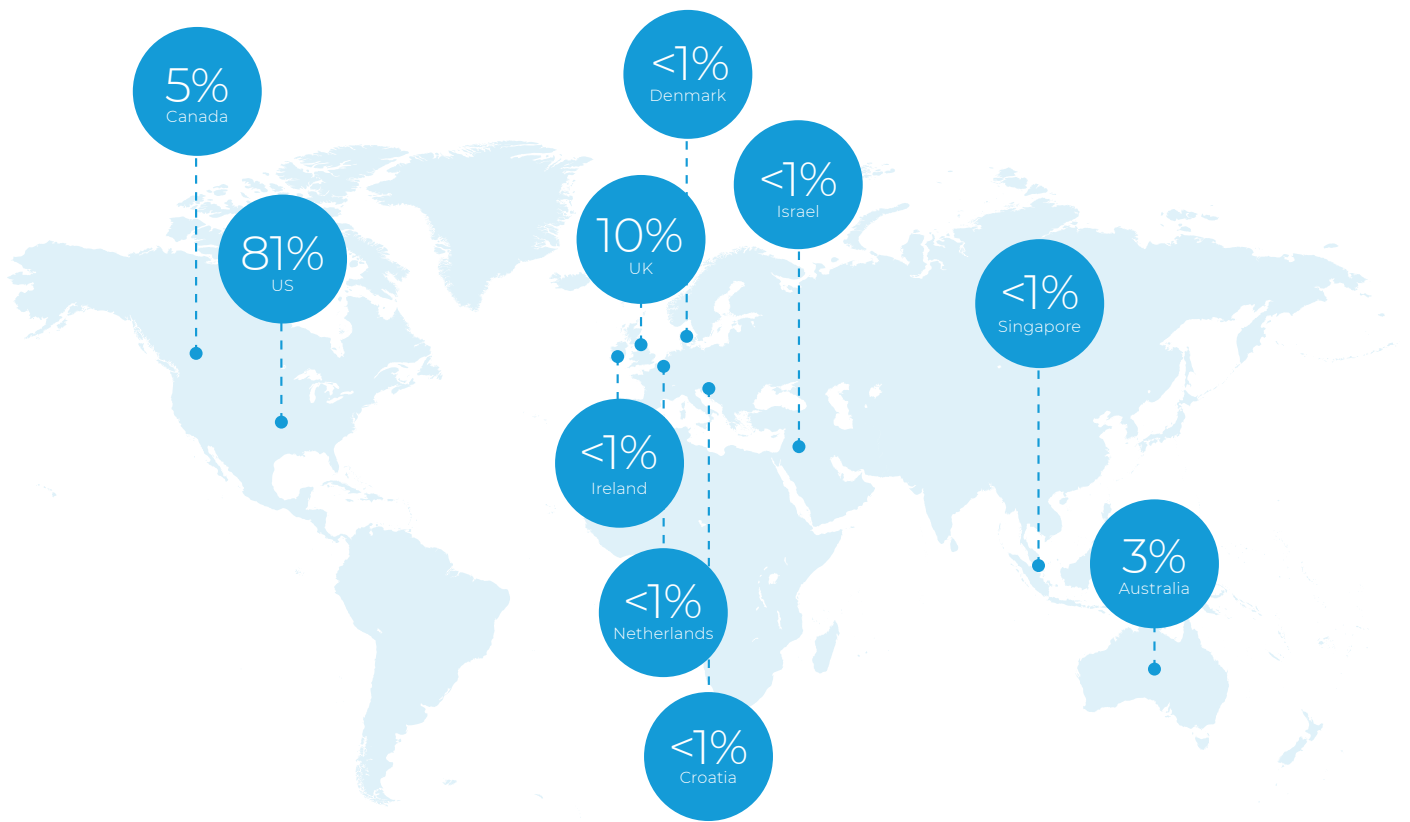 5%
Canada
<1%
Denmark
<1%
Israel
10%
UK
81%
US
<1%
Singapore
<1%
Ireland
3%
Australia
<1%
Netherlands
<1%
Croatia